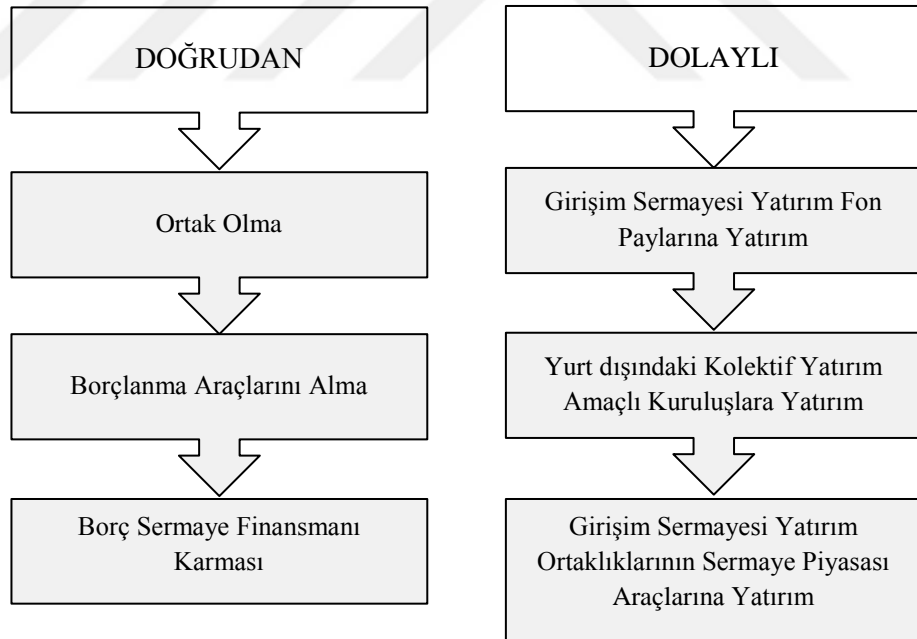 DOĞRUDAN
Ortak Olma
Borçlanma Araçlarını Alma
Borç Sermaye Finansmanı
Karması
DOLAYLI
Girişim Sermayesi Yatırım Fon
Paylarına Yatırım
Yurt dışındaki Kolektif Yatırım
Amaçlı Kuruluşlara Yatırım
Girişim Sermayesi Yatırım
Ortaklıklarının Sermaye Piyasası
Araçlarına Yatırım